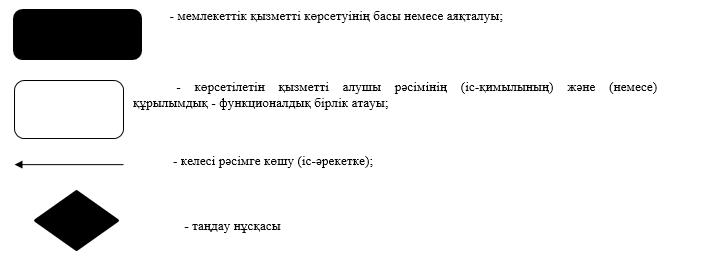 - мемлекеттік қызметті көрсетуінің басы немесе аяқталуы;
- көрсетілетін қызметті алушы рәсімінің (іс-қимылының) және (немесе)
құрылымдық - функционалдық бірлік атауы;
- келесі рәсімге көшу (іс-әрекетке);
- таңдау нұсқасы